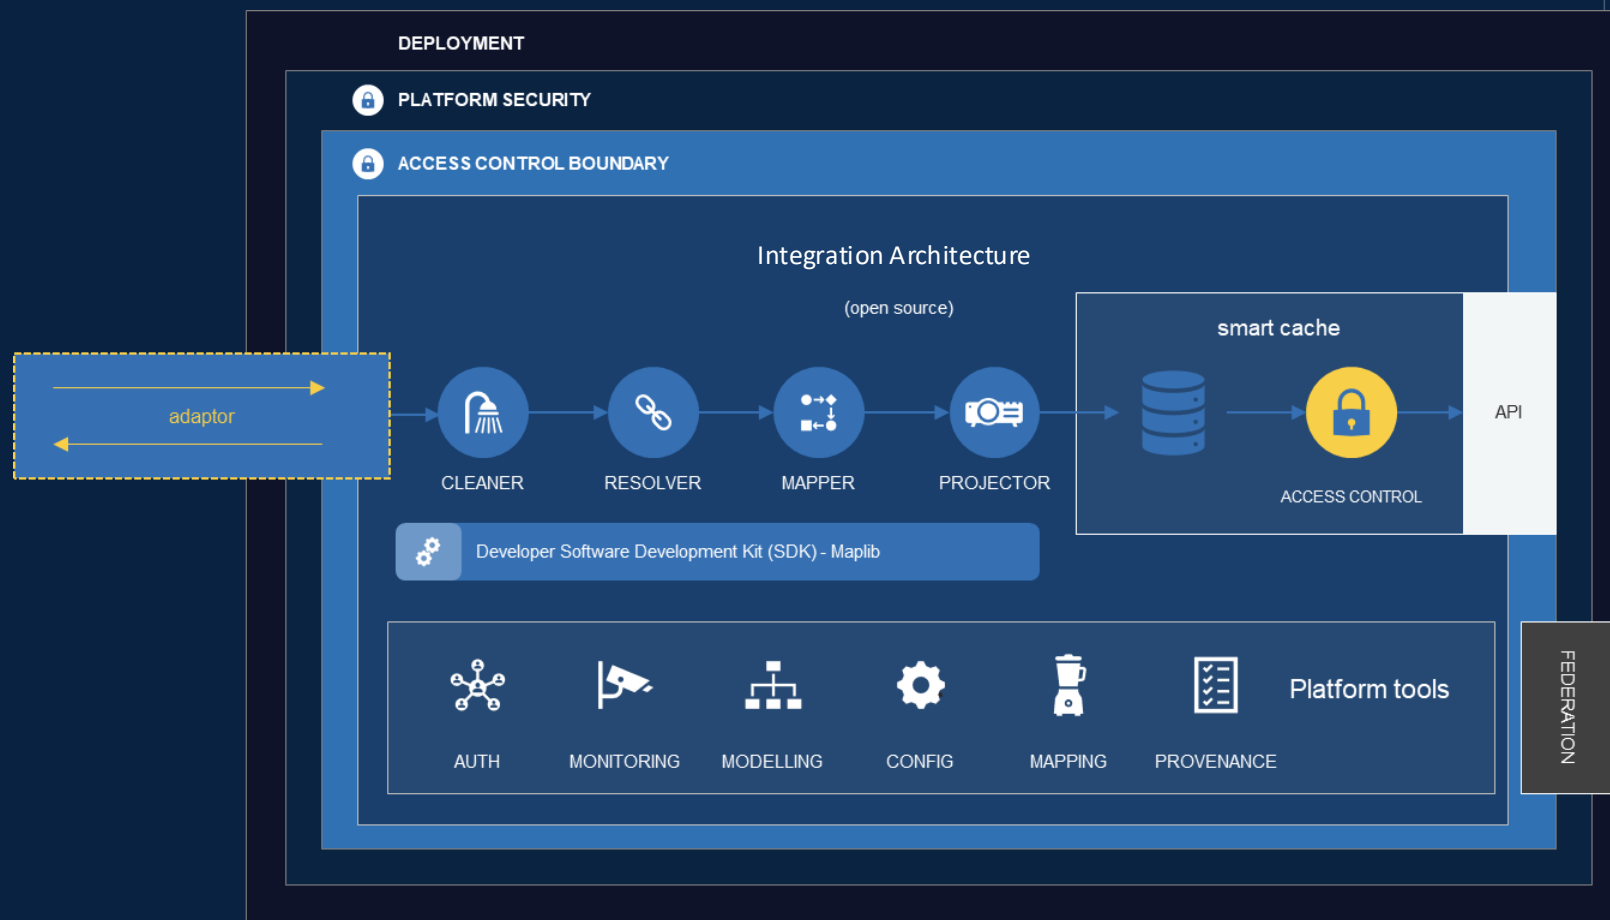 DEPLOYMENT
PLATFORM SECURITY
ACCESS CONTROL BOUNDARY
Integration Architecture
(open source)
smart cache
adaptor
API
CLEANER
RESOLVER
MAPPER
PROJECTOR
ACCESS CONTROL
Developer Software Development Kit (SDK) - Maplib
Platform tools
AUTH
MONITORING
MODELLING
CONFIG
MAPPING
PROVENANCE
FEDERATION